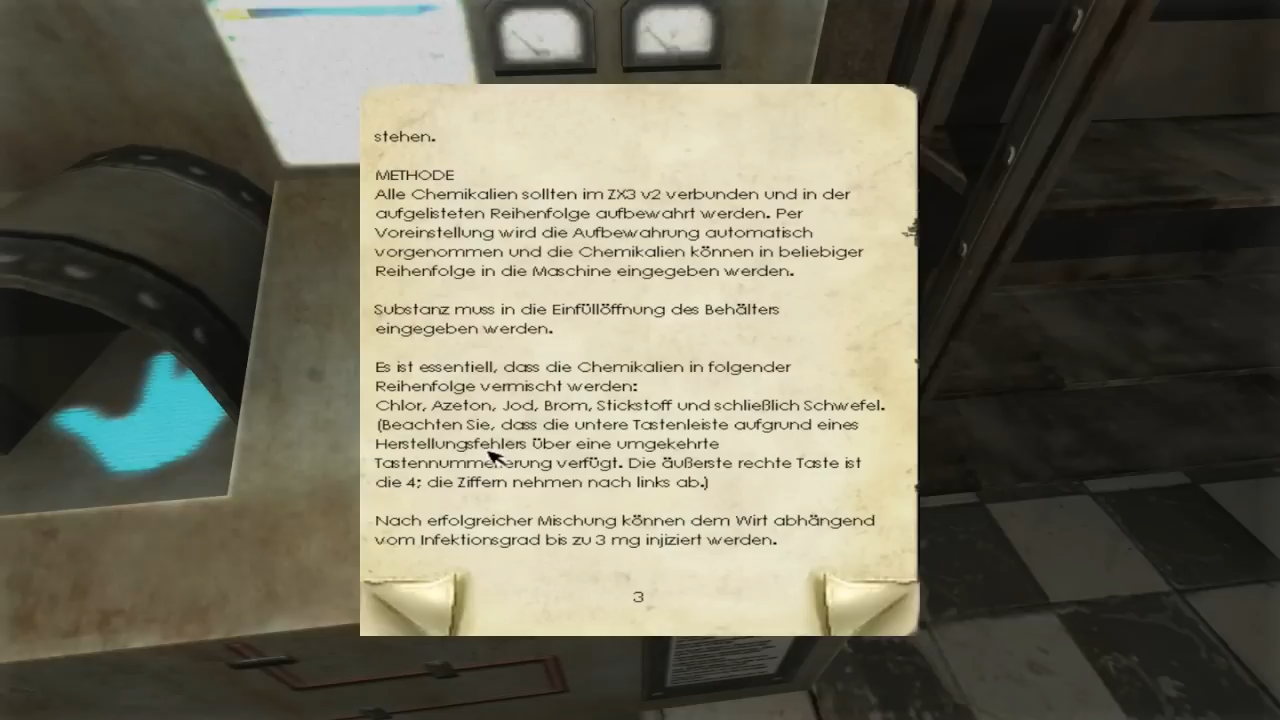 stehen.
METHODE
Alle Chemikalien sollten im ZX3 v2 verbunden und in der
aufgelisteten Reihenfolge aufbewahrt werden. Per
Voreinstellung wird die Aufbewahrung automatisch
vorgenommen und die Chemikalien können in beliebiger
Reihenfolge in die Maschine eingegeben werden.
Substanz muss in die Einfüllöffnung des Behälters
eingegeben werden.
Es ist essentiell, dass die Chemikalien in folgender
Reihenfolge vermischt werden:
Chlor, Azeton, Jod, Brom, Stickstoff und schließlich Schwefel.
(Beachten Sie, dass die untere Tastenleiste aufgrund eines
Herstellungsfehlers über eine umgekehrte
Tastennummerierung verfügt. Die äußerste rechte Taste ist
die 4; die Ziffern nehmen nach links ab.)
Nach erfolgreicher Mischung können dem Wirt abhängend
vom Infektionsgrad bis zu 3 mg injiziert werden.
3